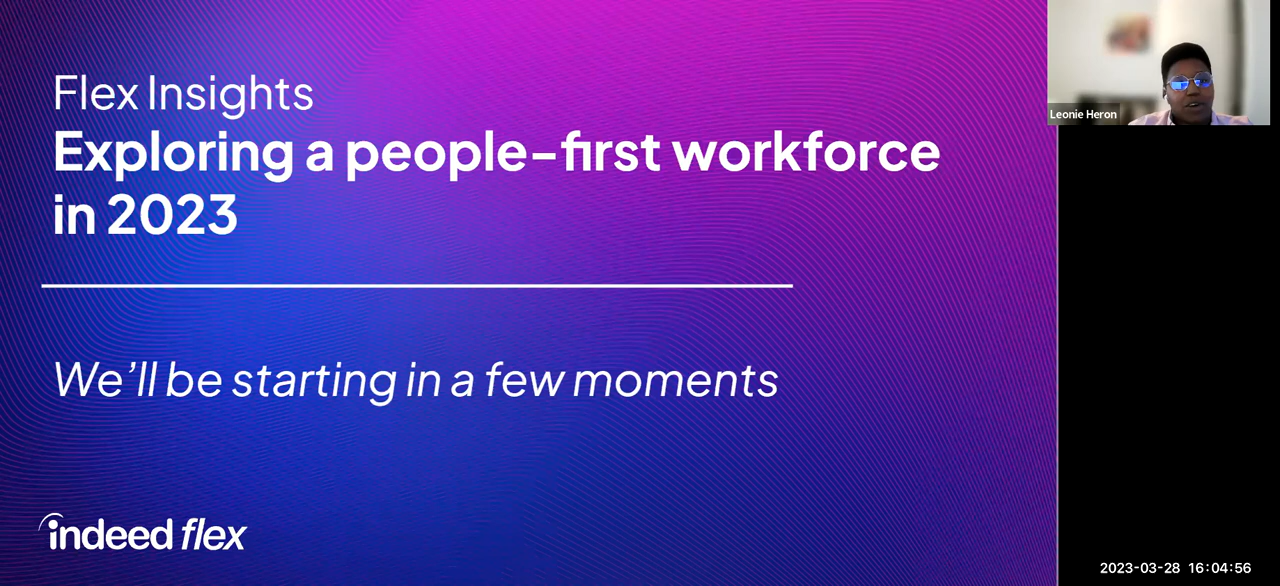 Flex Insights
Exploring a people-first workforce
in 2023
We’ll be starting in a few moments
indeed flex
Leonie Heron
2023-03-28 16:04:56